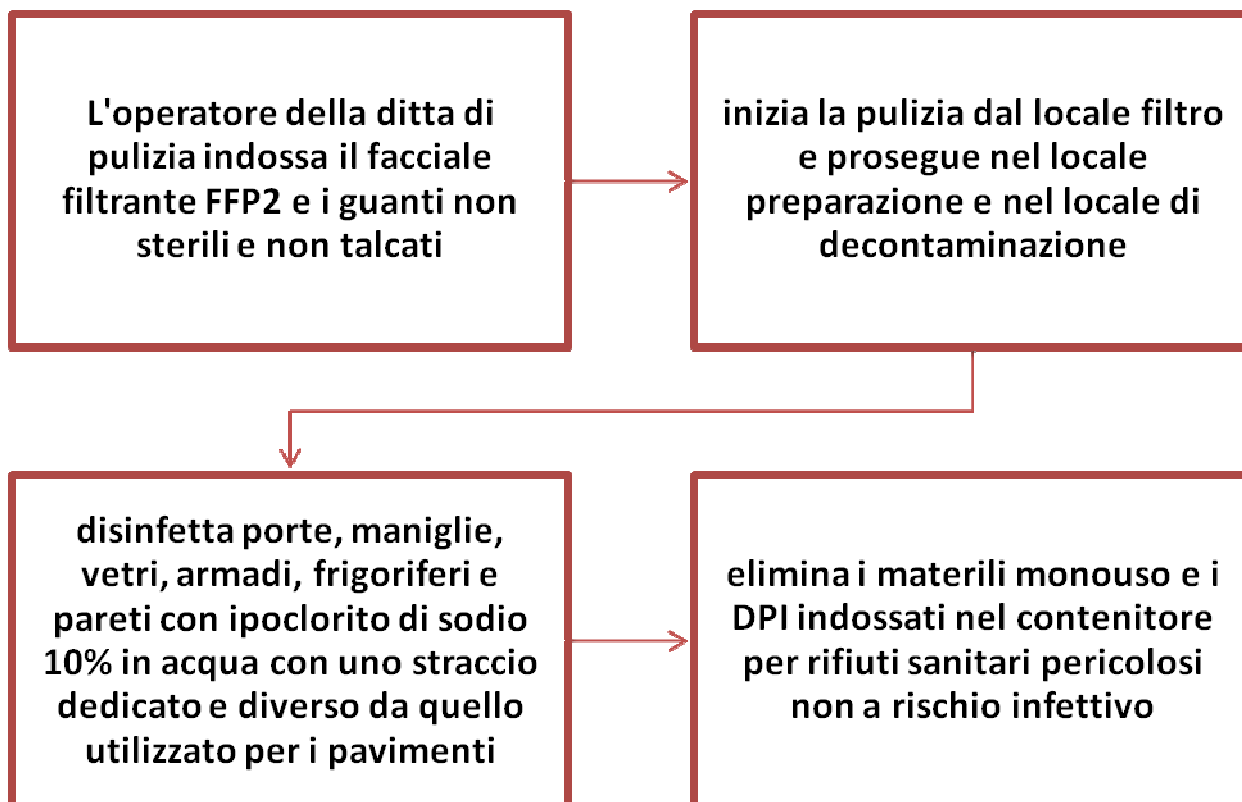 L'operatore della ditta di
pulizia indossa il facciale
filtrante FFP2 e i guanti non
sterili e non talcati
inizia la pulizia dal locale filtro
e prosegue nel locale
preparazione e nel locale di
decontaminazione
disinfetta porte, maniglie,
vetri, armadi, frigoriferi e
pareti con ipoclorito di sodio
10% in acqua con uno straccio
dedicato e diverso da quello
utilizzato per i pavimenti
elimina i materili monouso e i
DPI indossati nel contenitore
per rifiuti sanitari pericolosi
non a rischio infettivo